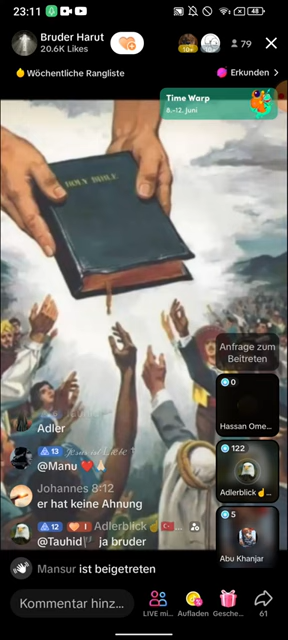 23:11
48
Bruder Harut
20.6K Likes
10+
79
Wöchentliche Rangliste
Erkunden
Time Warp
8.–12. Juni
HOLY BIBLE
Anfrage zum
Beitreten
0
Hassan Ome...
122
Adlerblick☝️...
5
Abu Khanjar
Adler
13
@Manu ❤️🙏🏻
Johannes 8:12
er hat keine Ahnung
12 I Adlerblick☝️🇹🇷...
@Tauhid🏴 ja bruder
Mansur ist beigetreten
Kommentar hinz...
LIVE mi...
Aufladen
Gesche...
61